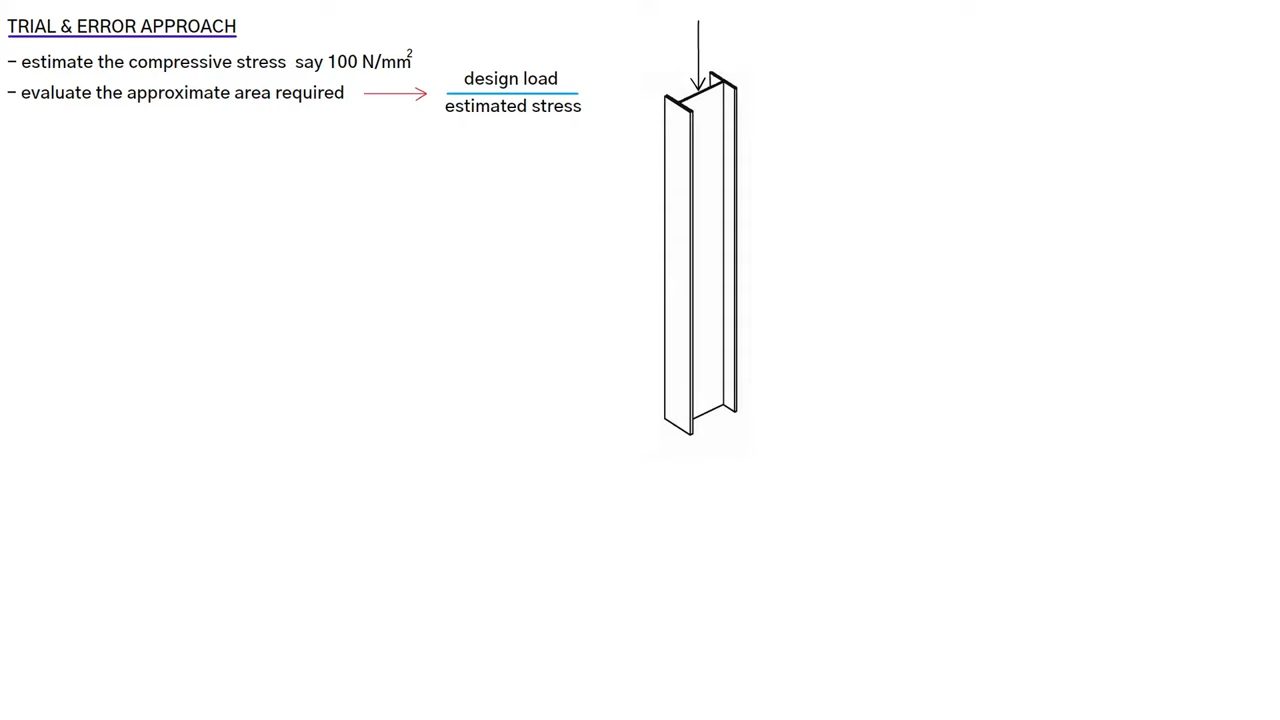 TRIAL & ERROR APPROACH
- estimate the compressive stress say 100 N/mm²
- evaluate the approximate area required
design load
estimated stress